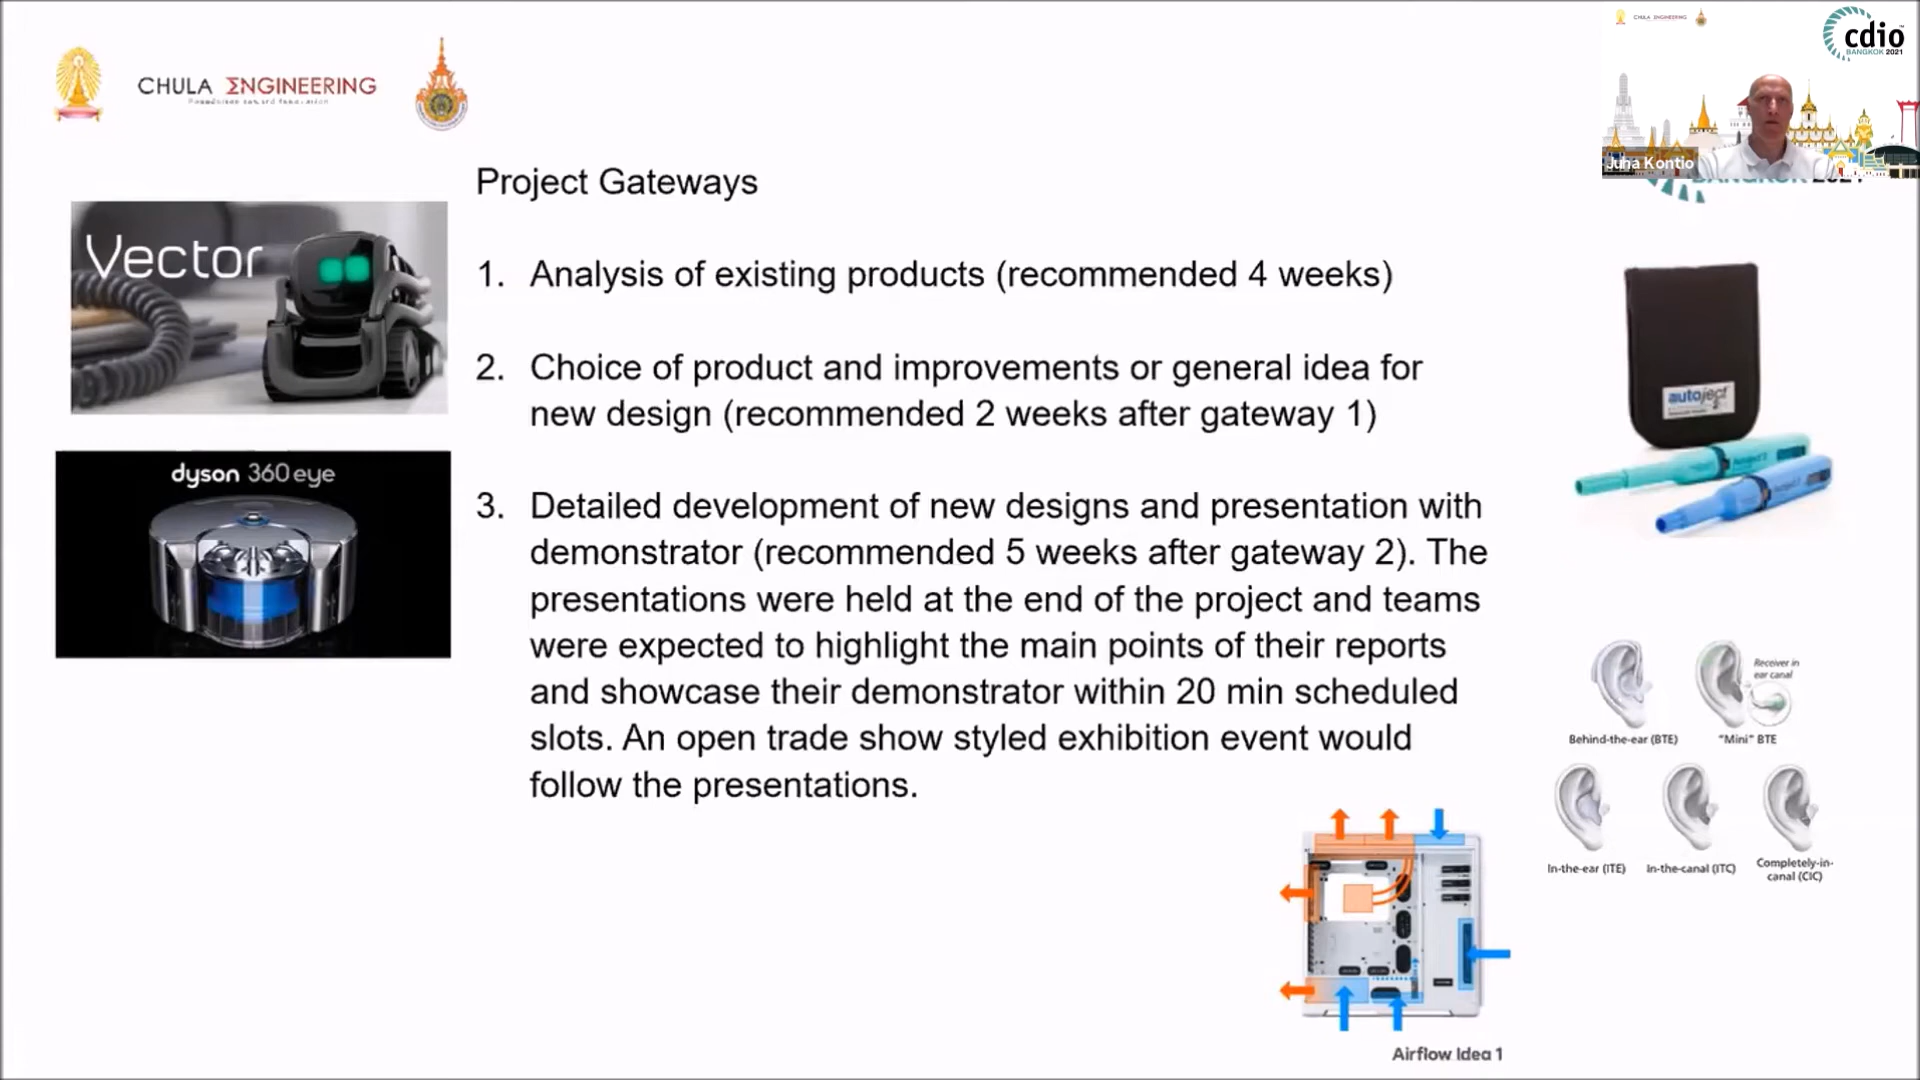 CHULA ΣNGINEERING
CHULA ΣNGINEERING
cdio
BANGKOK 2021
Juha Kontio
Project Gateways
Vector
1. Analysis of existing products (recommended 4 weeks)
2. Choice of product and improvements or general idea for
new design (recommended 2 weeks after gateway 1)
dyson 360 eye
3. Detailed development of new designs and presentation with
demonstrator (recommended 5 weeks after gateway 2). The
presentations were held at the end of the project and teams
were expected to highlight the main points of their reports
and showcase their demonstrator within 20 min scheduled
slots. An open trade show styled exhibition event would
follow the presentations.
autoject
Receiver in
ear canal
Behind-the-ear (BTE)
"Mini" BTE
In-the-ear (ITE)
In-the-canal (ITC)
Completely-in-
canal (CIC)
Airflow Idea 1